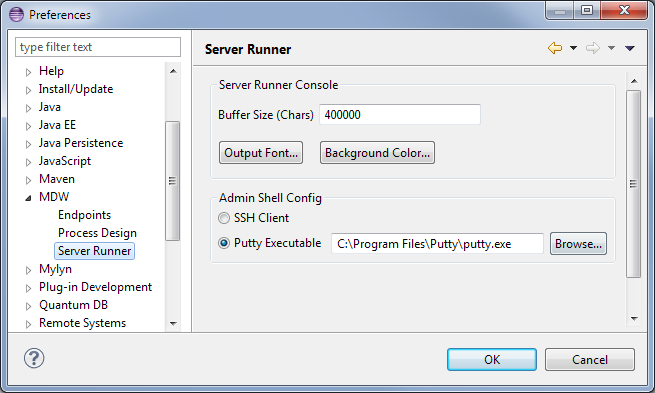 Preferences
type filter text
Help
Install/Update
Java
Java EE
Java Persistence
JavaScript
Maven
MDW
Endpoints
Process Design
Server Runner
Mylyn
Plug-in Development
Quantum DB
Remote Systems
Server Runner
Server Runner Console
Buffer Size (Chars) 400000
Output Font... Background Color...
Admin Shell Config
SSH Client
Putty Executable C:\Program Files\Putty\putty.exe Browse...
? OK Cancel